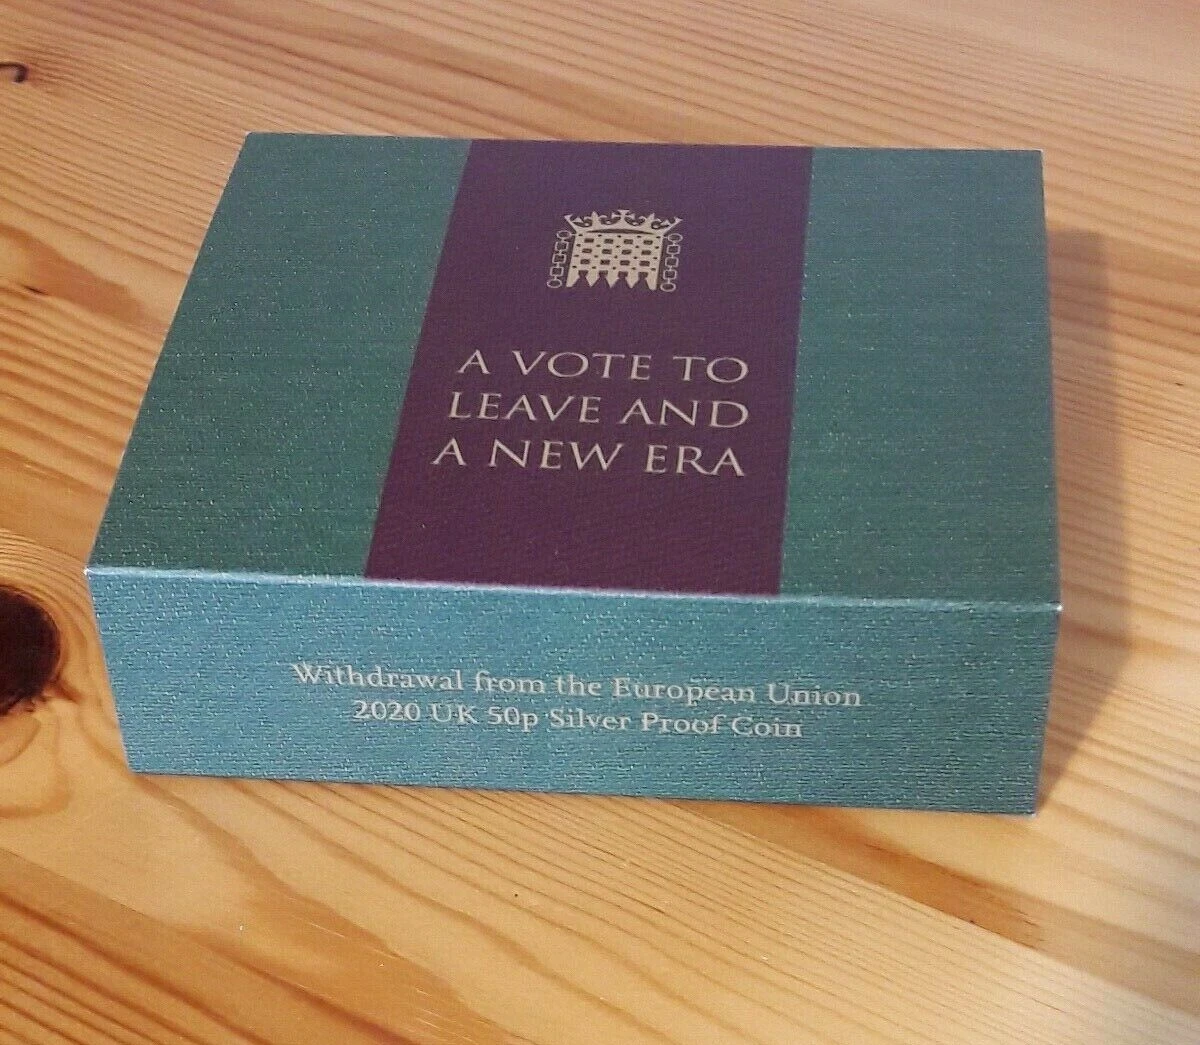 A VOTE TO
LEAVE AND
A NEW ERA
Withdrawal from the European Union
2020 UK 50p Silver Proof Coin